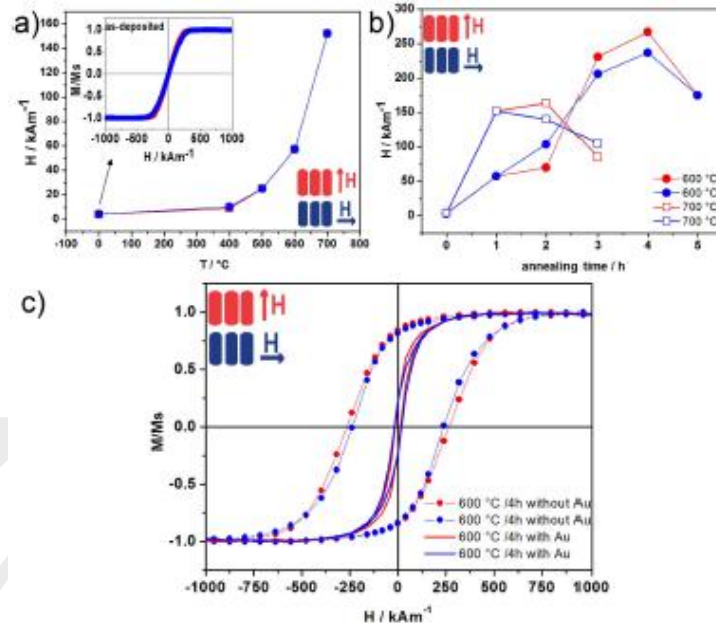 a)
as-deposited
M/Ms
1.0
0.5
0.0
-0.5
-1.0
-1000
-500
0
500
1000
H / kAm⁻¹
H / kAm⁻¹
160
140
120
100
80
60
40
20
0
H
H
-100
0
100
200
300
400
500
600
700
800
T / °C
b)
H
H
H / kAm⁻¹
300
250
200
150
100
50
0
600 °C
600 °C
700 °C
700 °C
0
1
2
3
4
5
annealing time / h
c)
H
H
M/Ms
1.0
0.5
0.0
-0.5
-1.0
600 °C /4h without Au
600 °C /4h without Au
600 °C /4h with Au
600 °C /4h with Au
-1000
-750
-500
-250
0
250
500
750
1000
H / kAm⁻¹